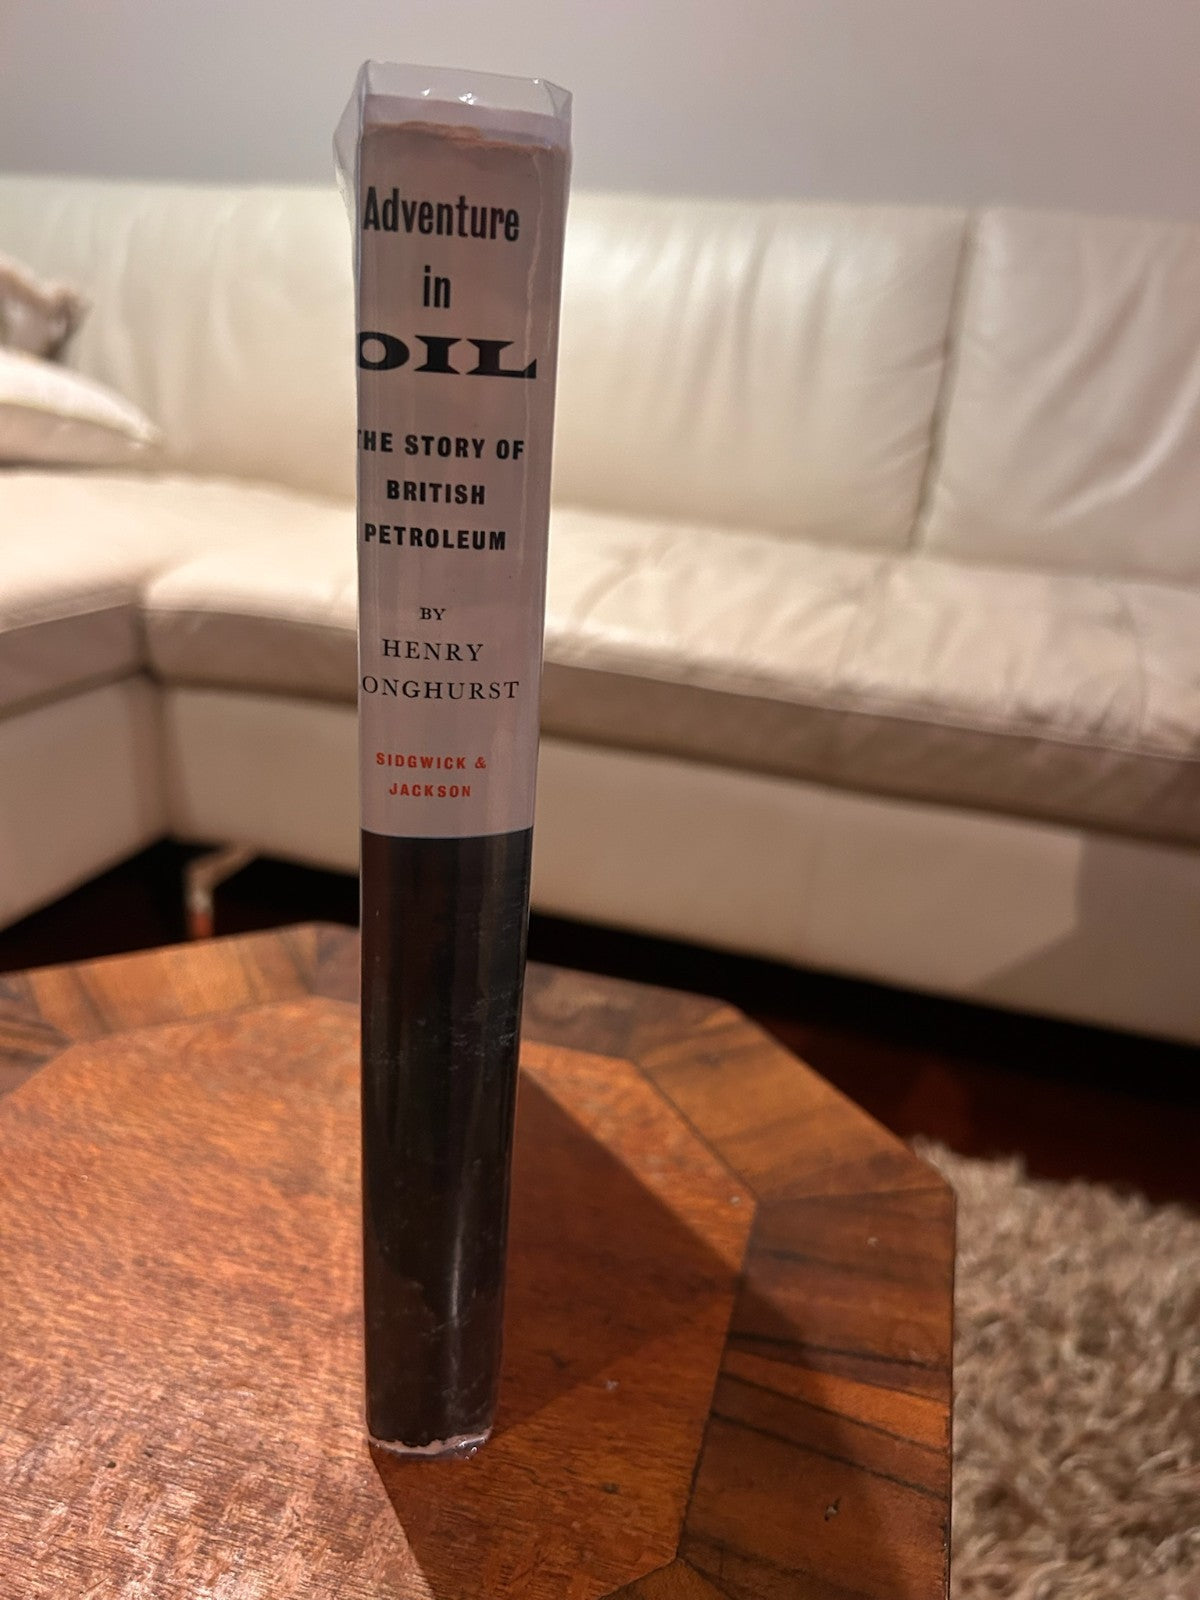 Adventure
in
OIL
THE STORY OF
BRITISH
PETROLEUM
BY
HENRY
ONGHURST
SIDGWICK &
JACKSON